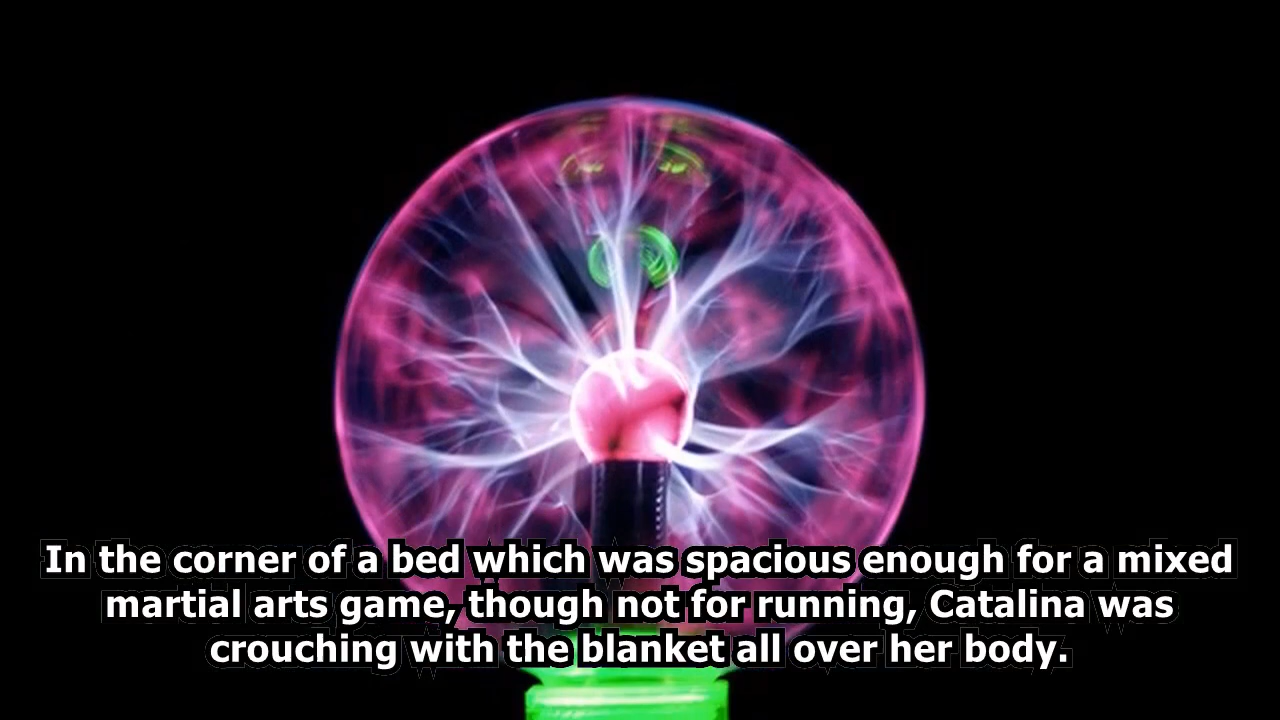 In the corner of a bed which was spacious enough for a mixed
martial arts game, though not for running, Catalina was
crouching with the blanket all over her body.